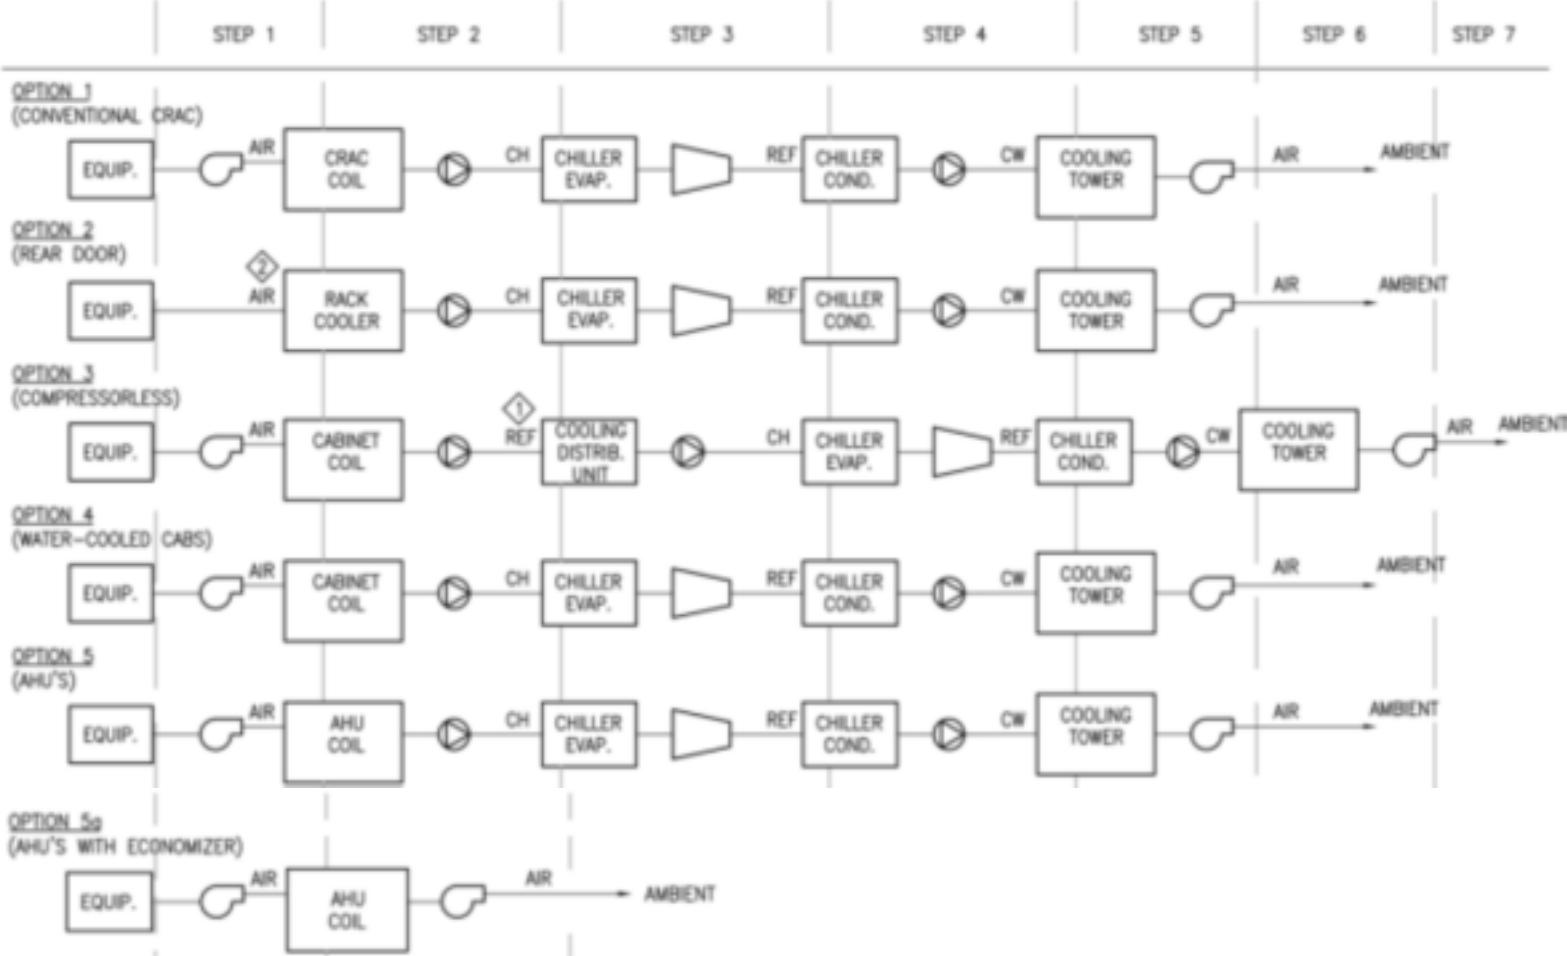 STEP 1 STEP 2 STEP 3 STEP 4 STEP 5 STEP 6 STEP 7
OPTION 1
(CONVENTIONAL CRAC)
EQUIP.
AIR
CRAC
COIL
CH
CHILLER
EVAP.
REF
CHILLER
COND.
CW
COOLING
TOWER
AIR
AMBIENT
OPTION 2
(REAR DOOR)
EQUIP.
2
AIR
RACK
COOLER
CH
CHILLER
EVAP.
REF
CHILLER
COND.
CW
COOLING
TOWER
AIR
AMBIENT
OPTION 3
(COMPRESSORLESS)
EQUIP.
AIR
CABINET
COIL
1
REF
COOLING
DISTRIB.
UNIT
CH
CHILLER
EVAP.
REF
CHILLER
COND.
CW
COOLING
TOWER
AIR
AMBIENT
OPTION 4
(WATER-COOLED CABS)
EQUIP.
AIR
CABINET
COIL
CH
CHILLER
EVAP.
REF
CHILLER
COND.
CW
COOLING
TOWER
AIR
AMBIENT
OPTION 5
(AHU'S)
EQUIP.
AIR
AHU
COIL
CH
CHILLER
EVAP.
REF
CHILLER
COND.
CW
COOLING
TOWER
AIR
AMBIENT
OPTION 5a
(AHU'S WITH ECONOMIZER)
EQUIP.
AIR
AHU
COIL
AIR
AMBIENT